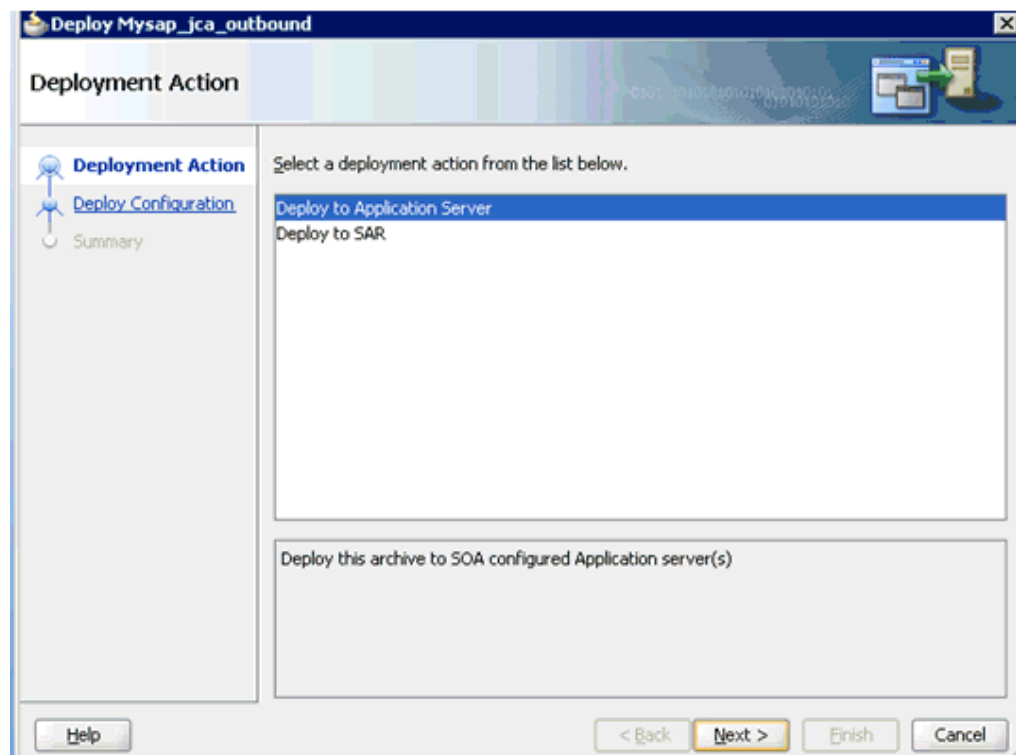 Deploy Mysap_jca_outbound
Deployment Action
Deployment Action
Select a deployment action from the list below.
Deploy Configuration
Deploy to Application Server
Deploy to SAR
Summary
Deploy this archive to SOA configured Application server(s)
Help
< Back
Next >
Finish
Cancel